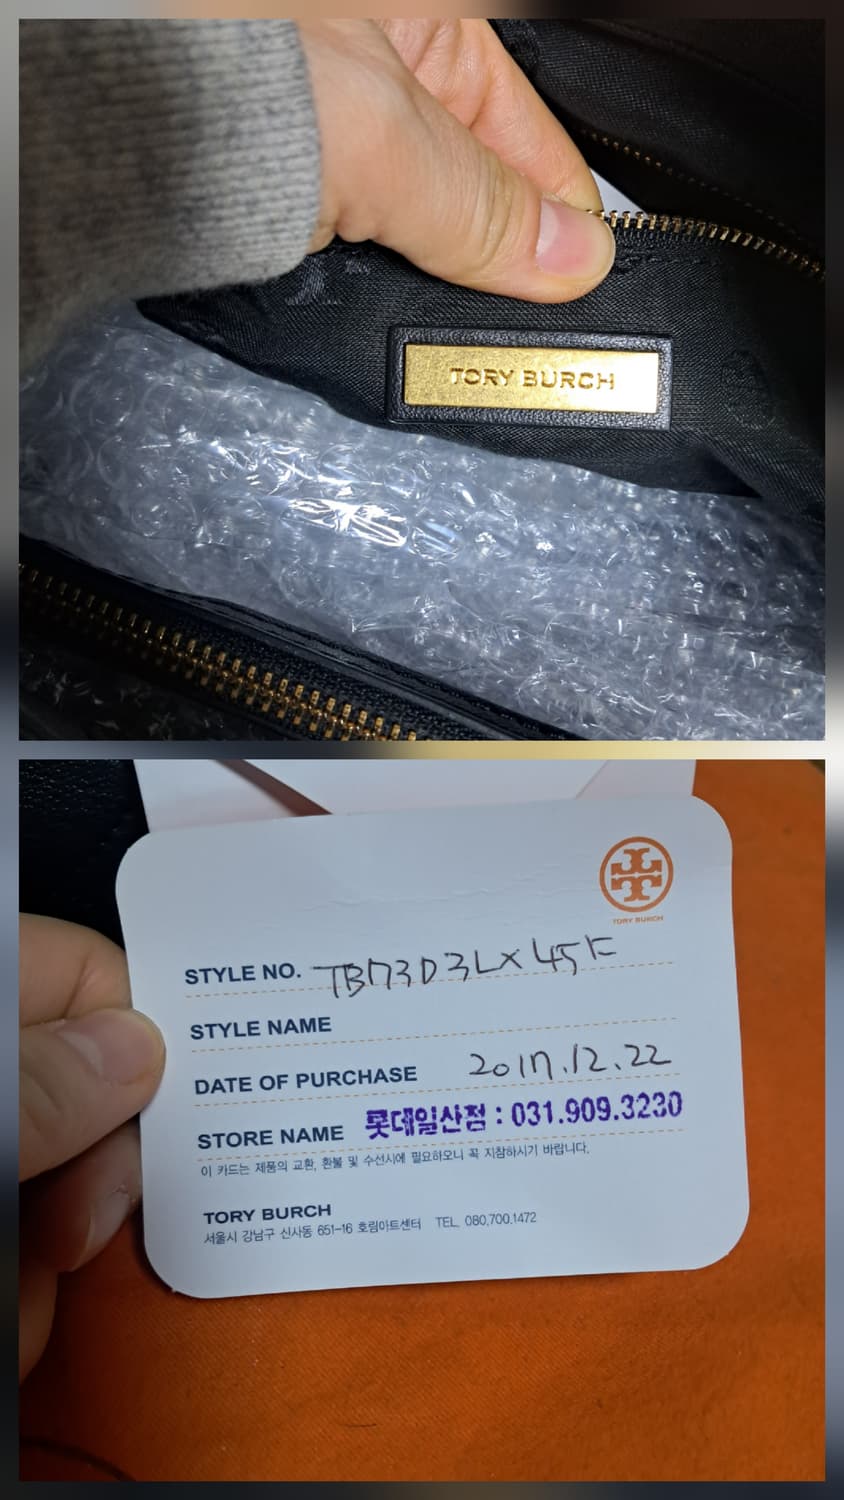 TORY BURCH
TORY BURCH
STYLE NO. TB73D3LX45F
STYLE NAME
DATE OF PURCHASE 2017.12.22
STORE NAME 롯데일산점 : 031.909.3230
이 카드는 제품의 교환, 환불 및 수선시에 필요하오니 꼭 지참하시기 바랍니다.
TORY BURCH
서울시 강남구 신사동 651-16 호림아트센터 TEL. 080.700.1472